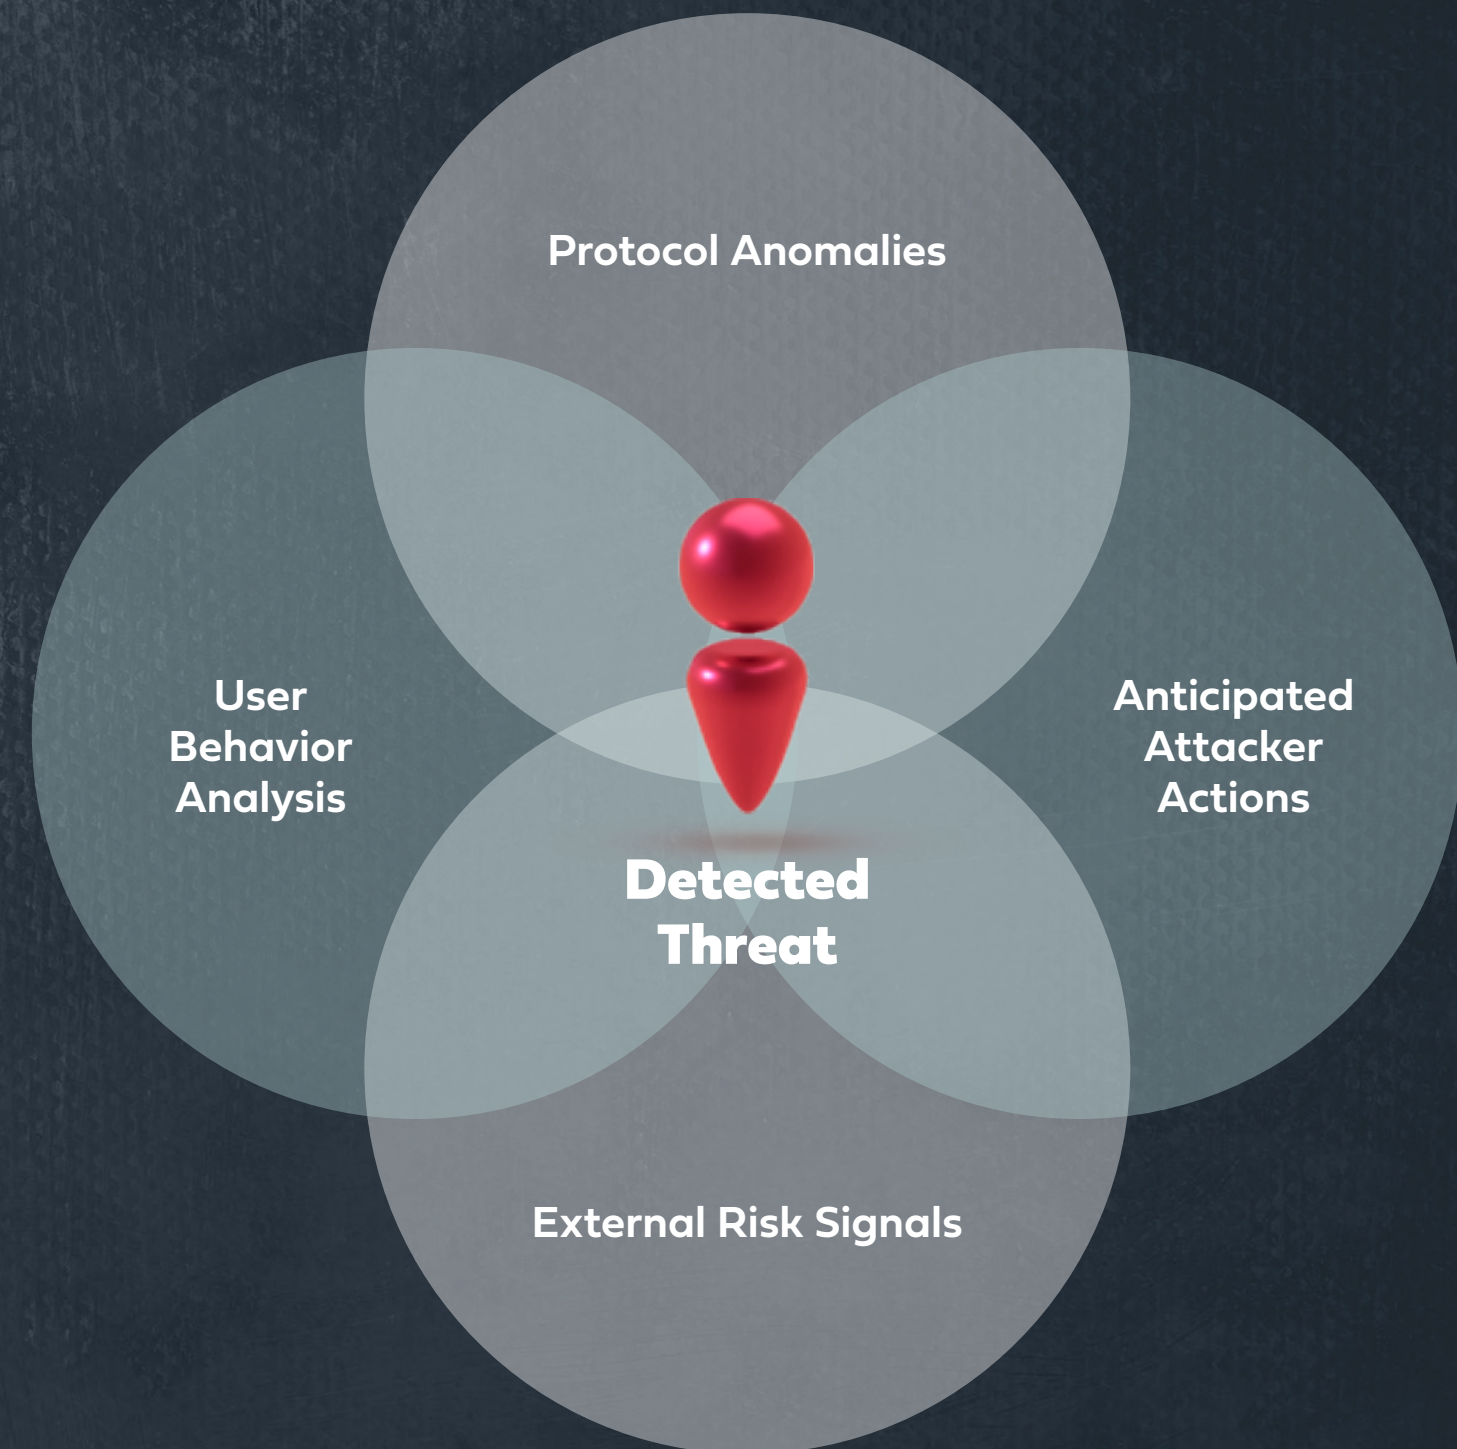 Protocol Anomalies
User
Behavior
Analysis
Anticipated
Attacker
Actions
Detected
Threat
External Risk Signals